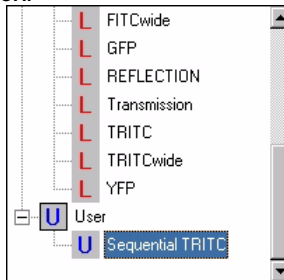 L FITCwide
L GFP
L REFLECTION
L Transmission
L TRITC
L TRITCwide
L YFP
U User
U Sequential TRITC